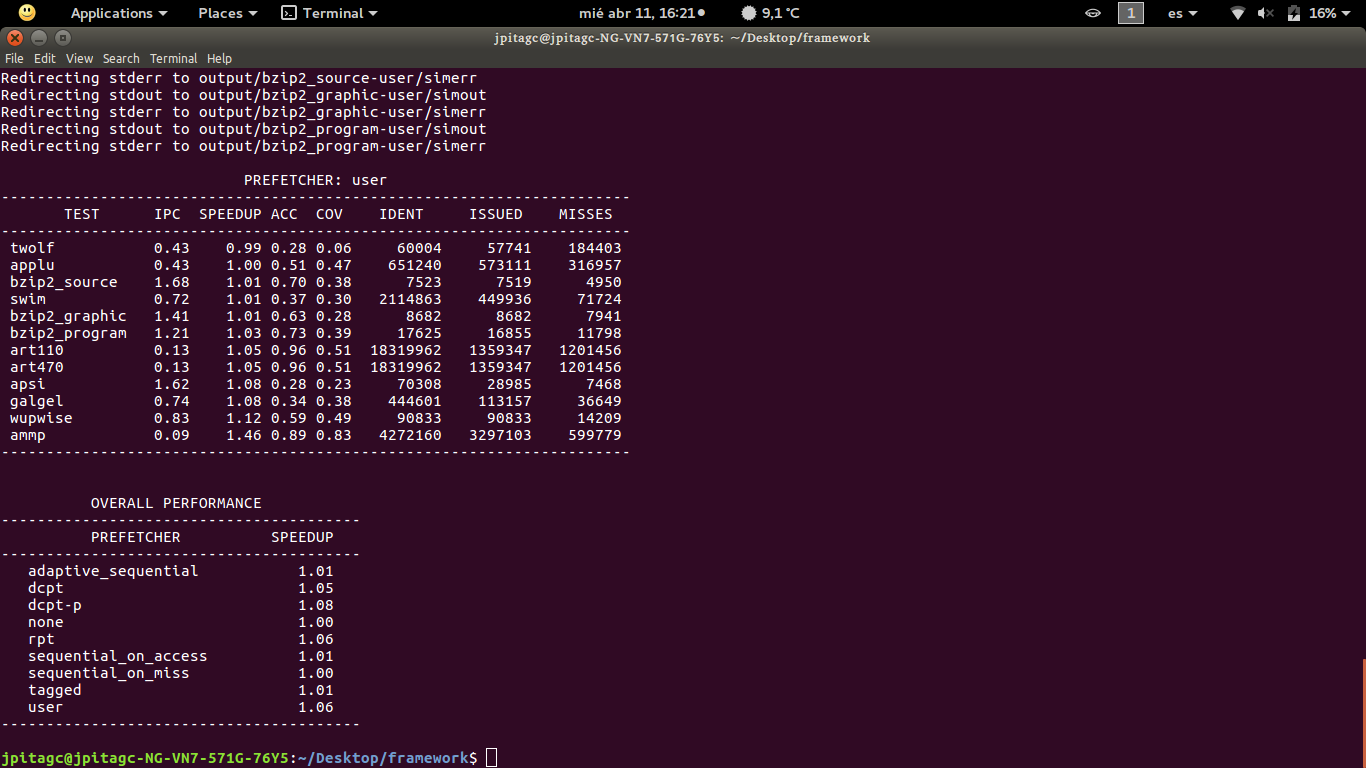 Applications Places Terminal mié abr 11, 16:21 9,1 °C 1 es 16%
jpitagc@jpitagc-NG-VN7-571G-76Y5: ~/Desktop/framework
File Edit View Search Terminal Help
Redirecting stderr to output/bzip2_source-user/simerr
Redirecting stdout to output/bzip2_graphic-user/simout
Redirecting stderr to output/bzip2_graphic-user/simerr
Redirecting stdout to output/bzip2_program-user/simout
Redirecting stderr to output/bzip2_program-user/simerr
PREFETCHER: user
----------------------------------------------------------------------
TEST IPC SPEEDUP ACC COV IDENT ISSUED MISSES
----------------------------------------------------------------------
twolf 0.43 0.99 0.28 0.06 60004 57741 184403
applu 0.43 1.00 0.51 0.47 651240 573111 316957
bzip2_source 1.68 1.01 0.70 0.38 7523 7519 4950
swim 0.72 1.01 0.37 0.30 2114863 449936 71724
bzip2_graphic 1.41 1.01 0.63 0.28 8682 8682 7941
bzip2_program 1.21 1.03 0.73 0.39 17625 16855 11798
art110 0.13 1.05 0.96 0.51 18319962 1359347 1201456
art470 0.13 1.05 0.96 0.51 18319962 1359347 1201456
apsi 1.62 1.08 0.28 0.23 70308 28985 7468
galgel 0.74 1.08 0.34 0.38 444601 113157 36649
wupwise 0.83 1.12 0.59 0.49 90833 90833 14209
ammp 0.09 1.46 0.89 0.83 4272160 3297103 599779
----------------------------------------------------------------------
OVERALL PERFORMANCE
----------------------------------------
PREFETCHER SPEEDUP
----------------------------------------
adaptive_sequential 1.01
dcpt 1.05
dcpt-p 1.08
none 1.00
rpt 1.06
sequential_on_access 1.01
sequential_on_miss 1.00
tagged 1.01
user 1.06
----------------------------------------
jpitagc@jpitagc-NG-VN7-571G-76Y5:~/Desktop/framework$